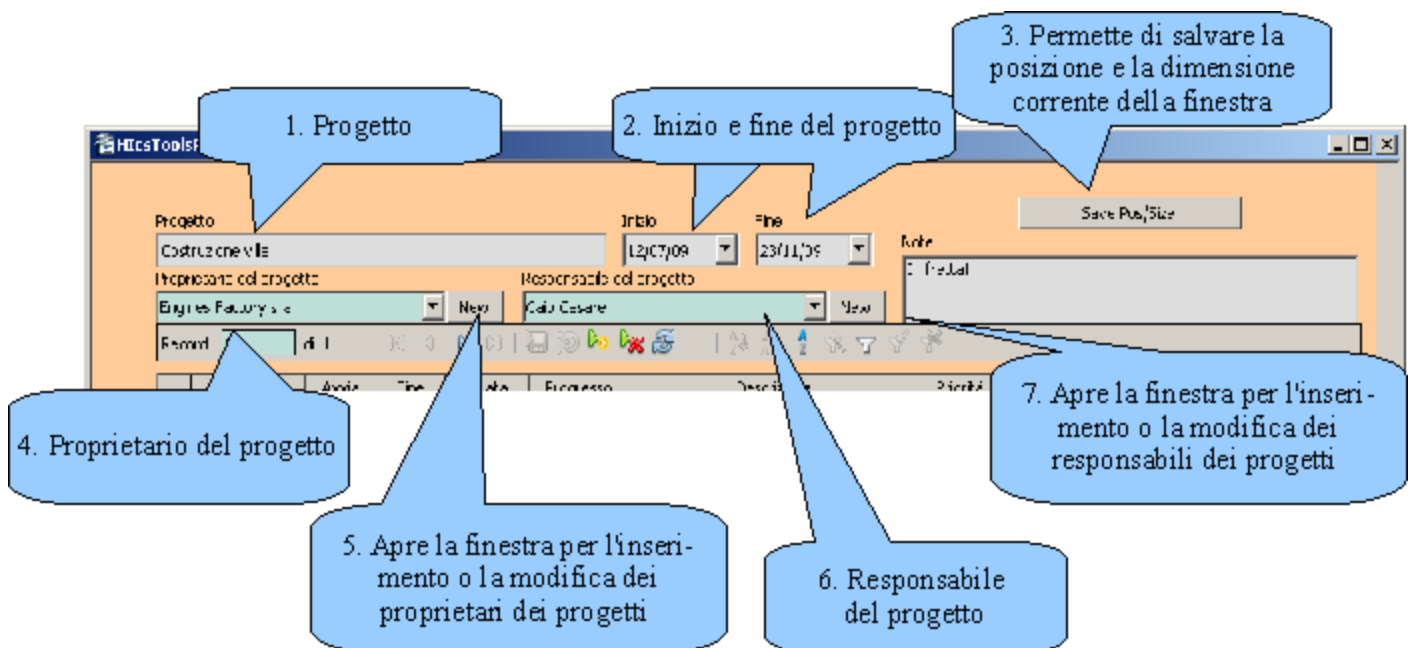 3. Permette di salvare la
posizione e la dimensione
corrente della finestra
1. Progetto
2. Inizio e fine del progetto
HIcsToolsP
Save Pos/Size
Progetto
Inizio
Fine
Note
Costruzione villa
12/07/09
23/11/09
Proprietario del progetto
Responsabile del progetto
Engines Factory s a
New
Caio Cesare
New
Record
di 1
Fine
Progresso
Priorità
4. Proprietario del progetto
7. Apre la finestra per l'inseri-
mento o la modifica dei
responsabili dei progetti
5. Apre la finestra per l'inseri-
mento o la modifica dei
proprietari dei progetti
6. Responsabile
del progetto